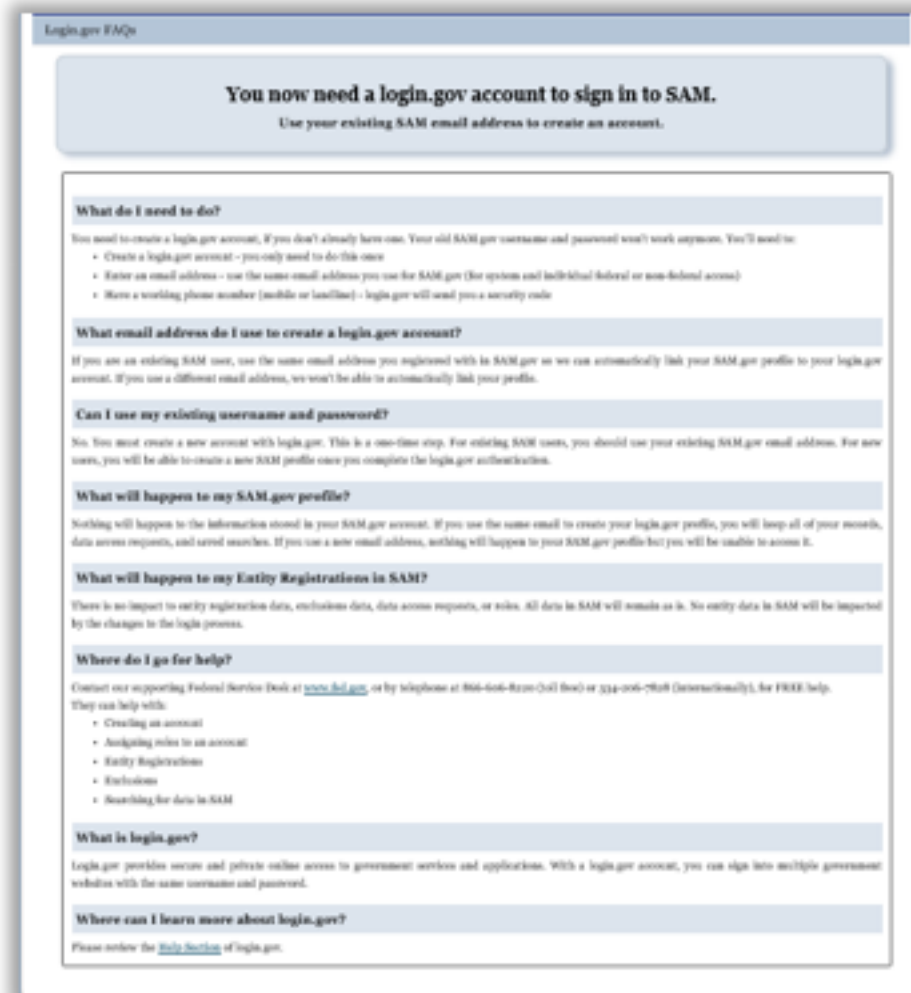 Login.gov FAQs
You now need a login.gov account to sign in to SAM.
Use your existing SAM email address to create an account.
What do I need to do?
You need to create a login.gov account, if you don't already have one. Your old SAM.gov username and password won't work anymore. You'll need to:
• Create a login.gov account - you only need to do this once
• Enter an email address - use the same email address you use for SAM.gov (for system and individual federal or non-federal access)
• Have a working phone number (mobile or landline) - login.gov will send you a security code
What email address do I use to create a login.gov account?
If you are an existing SAM user, use the same email address you registered with in SAM.gov so we can automatically link your SAM.gov profile to your login.gov
account. If you use a different email address, we won't be able to automatically link your profile.
Can I use my existing username and password?
No. You must create a new account with login.gov. This is a one-time step. For existing SAM users, you should use your existing SAM.gov email address. For new
users, you will be able to create a new SAM profile once you complete the login.gov authentication.
What will happen to my SAM.gov profile?
Nothing will happen to the information stored in your SAM.gov account. If you use the same email to create your login.gov profile, you will keep all of your records,
data access requests, and saved searches. If you use a new email address, nothing will happen to your SAM.gov profile but you will be unable to access it.
What will happen to my Entity Registrations in SAM?
There is no impact to entity registration data, exclusions data, data access requests, or roles. All data in SAM will remain as is. No entity data in SAM will be impacted
by the changes to the login process.
Where do I go for help?
Contact our supporting Federal Service Desk at www.fsd.gov, or by telephone at 866-606-8220 (toll free) or 334-206-7828 (internationally), for FREE help.
They can help with:
• Creating an account
• Assigning roles to an account
• Entity Registrations
• Exclusions
• Searching for data in SAM
What is login.gov?
Login.gov provides secure and private online access to government services and applications. With a login.gov account, you can sign into multiple government
websites with the same username and password.
Where can I learn more about login.gov?
Please review the Help Section of login.gov.